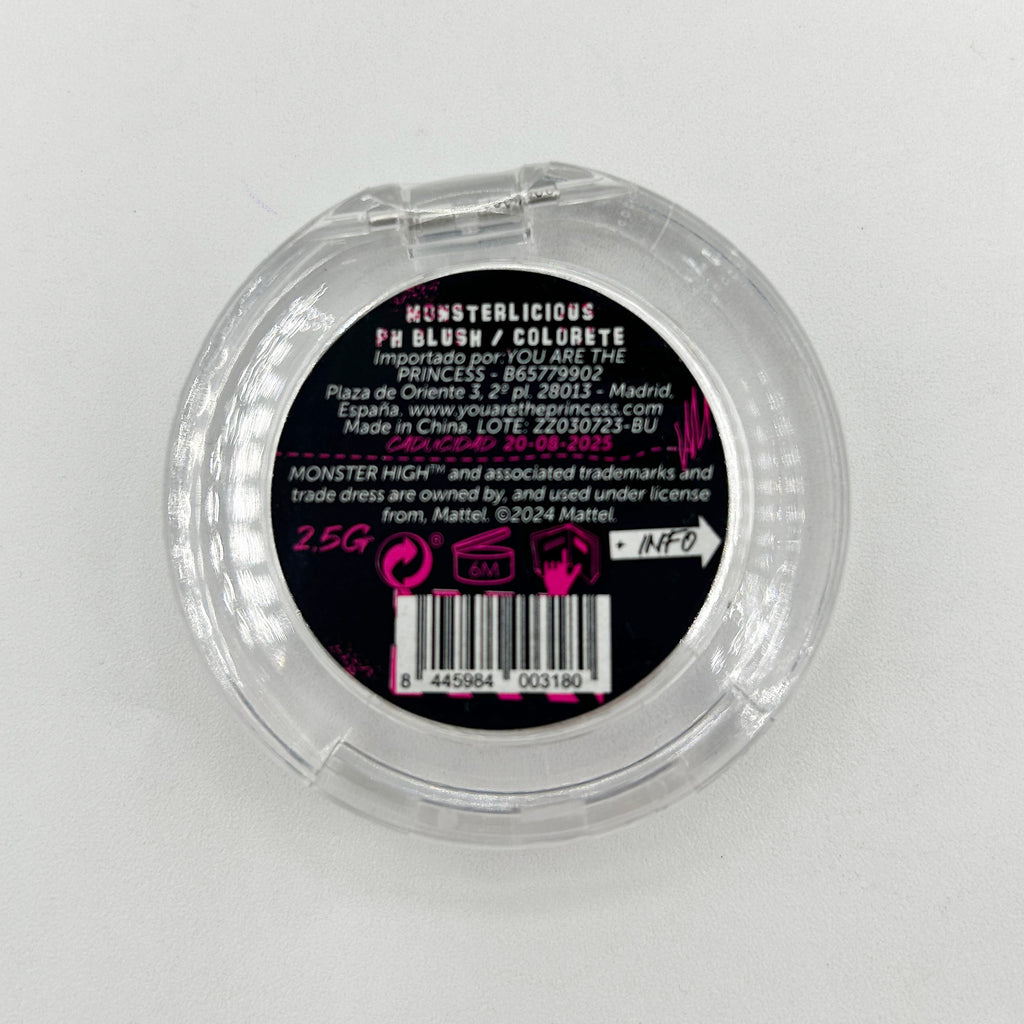 MONSTERLICIOUS
PH BLUSH / COLORETE
Importado por:YOU ARE THE
PRINCESS - B65779902
Plaza de Oriente 3, 2º pl. 28013 - Madrid.
España. www.youaretheprincess.com
Made in China. LOTE: ZZ030723-BU
CADUCIDAD 20-08-2025
MONSTER HIGH™ and associated trademarks and
trade dress are owned by, and used under license
from, Mattel. ©2024 Mattel.
2,5G ® 6M + INFO
8 445984 003180